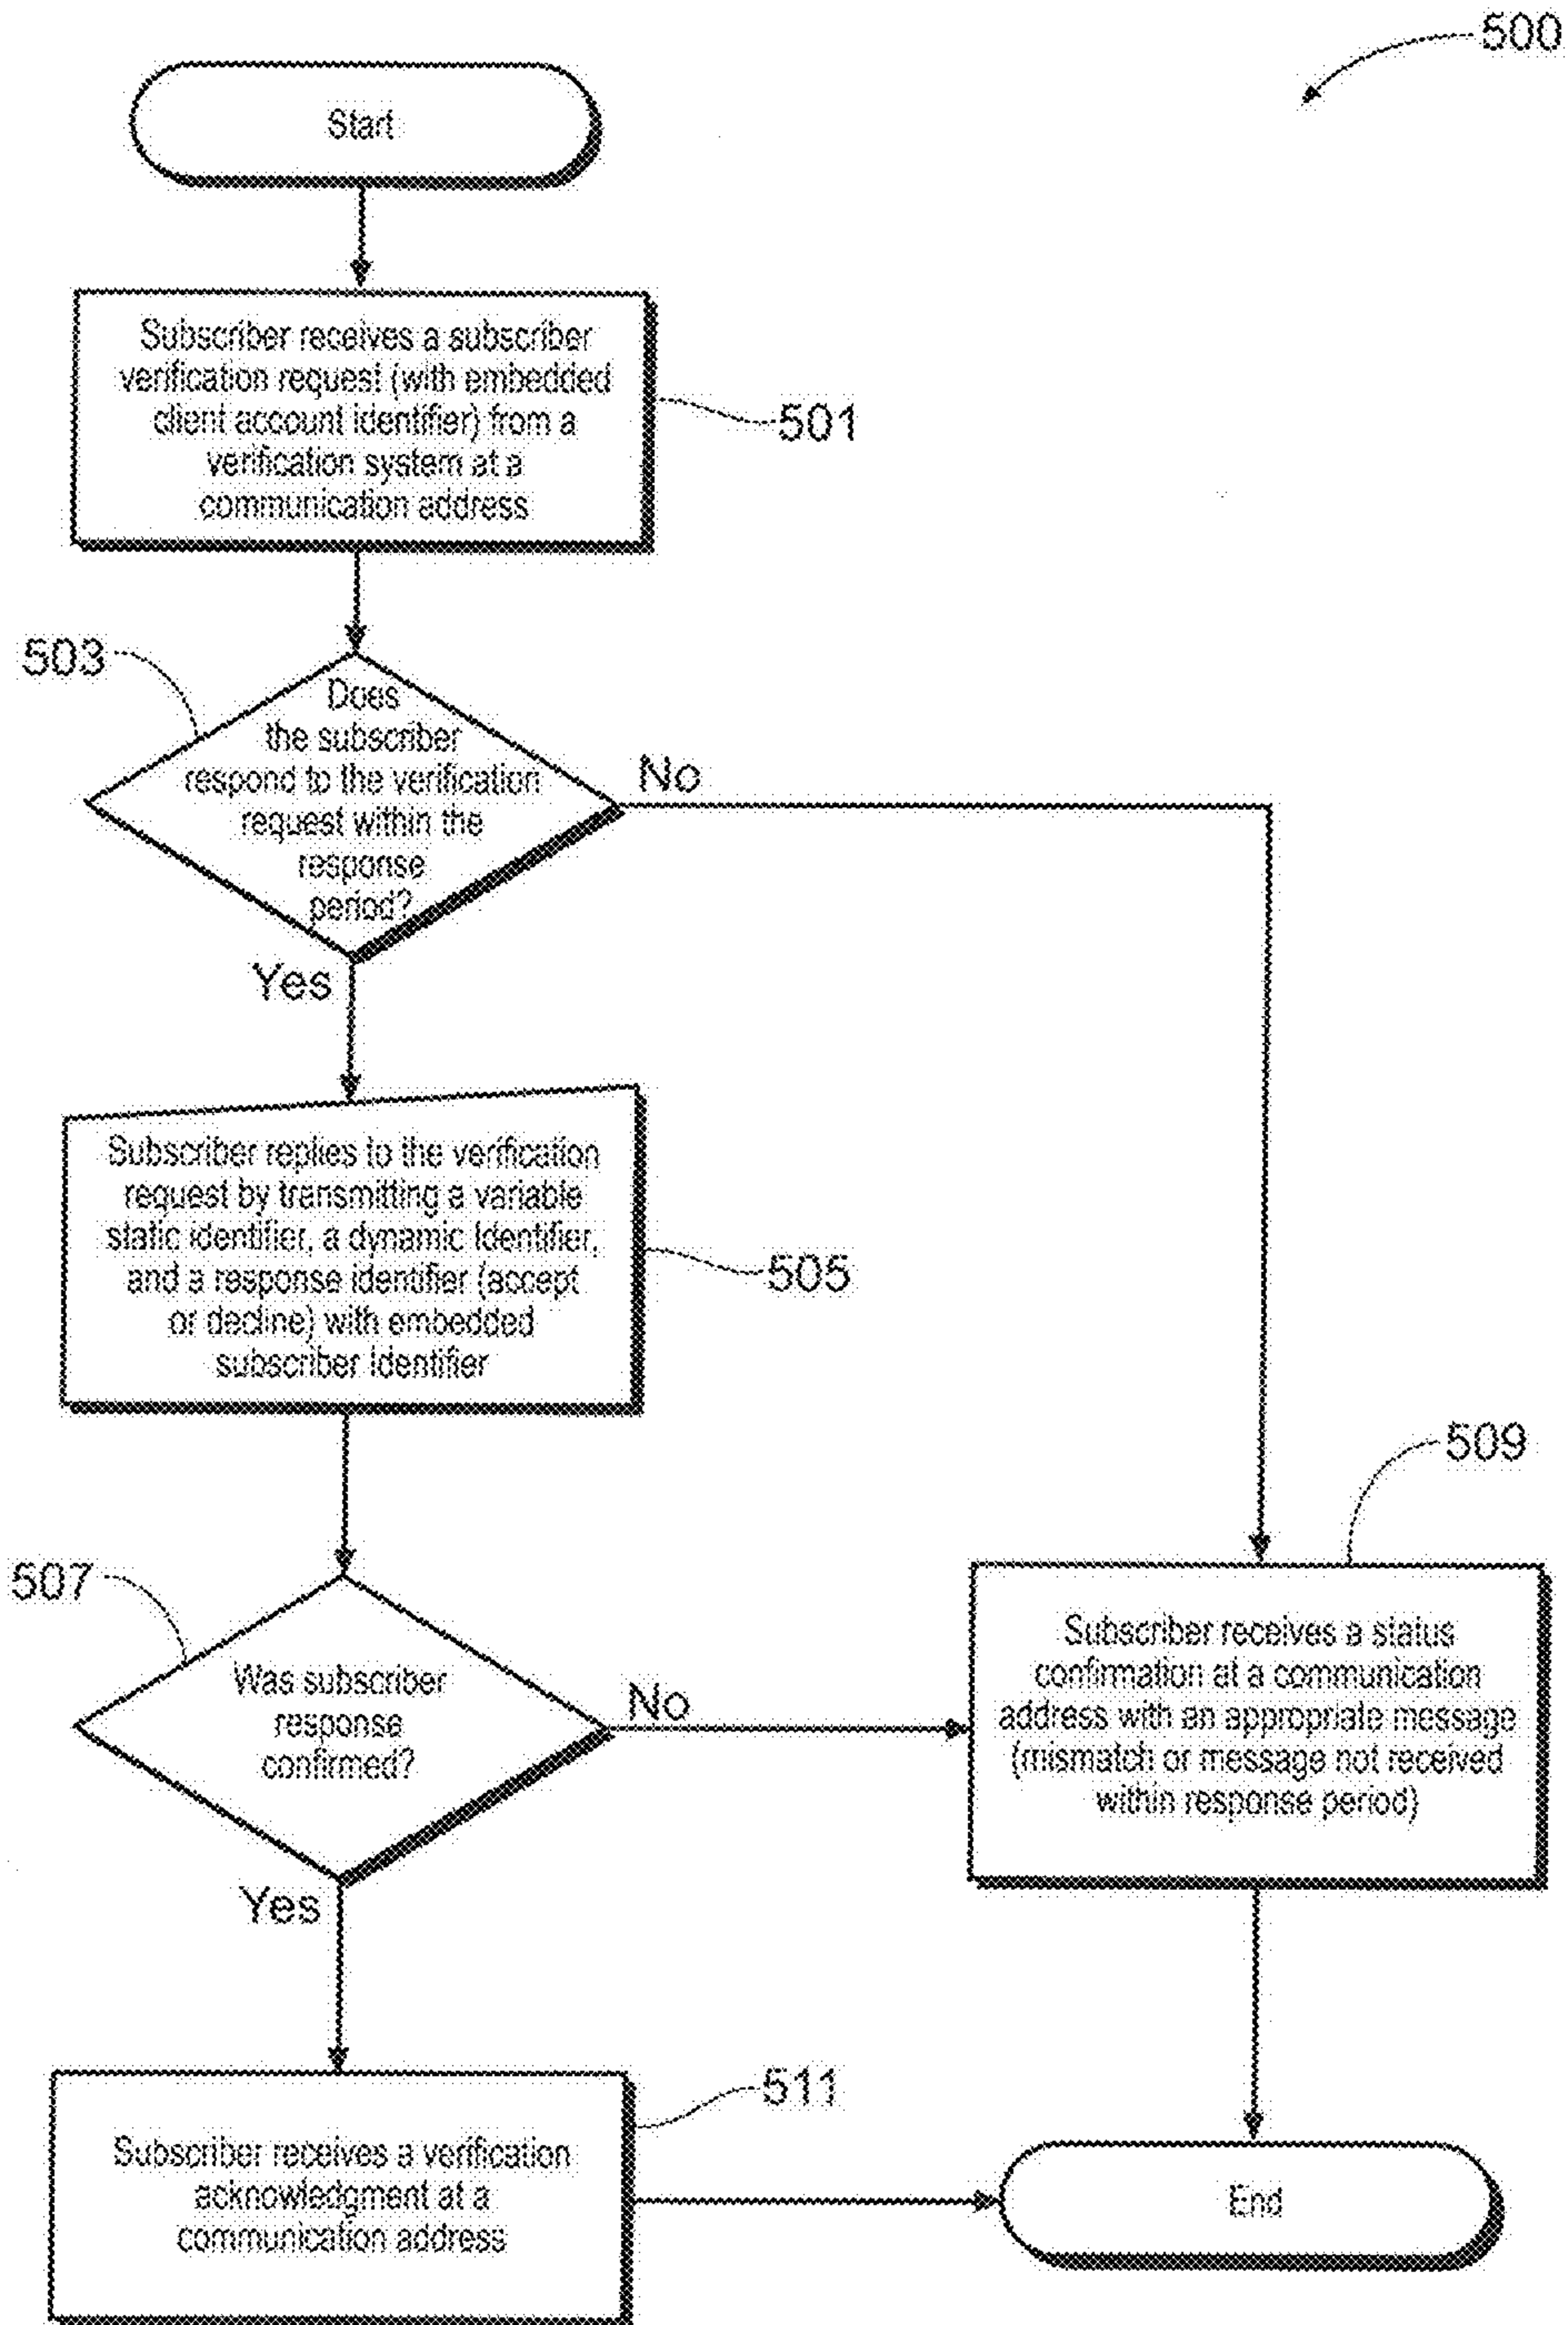 500
Start
Subscriber receives a subscriber
verification request (with embedded
client account identifier) from a
verification system at a
communication address
501
503
Does
the subscriber
respond to the verification
request within the
response
period?
No
Yes
Subscriber replies to the verification
request by transmitting a variable
static identifier, a dynamic Identifier,
and a response identifier (accept
or decline) with embedded
subscriber Identifier
505
507
Was subscriber
response
confirmed?
No
Yes
509
Subscriber receives a status
confirmation at a communication
address with an appropriate message
(mismatch or message not received
within response period)
511
Subscriber receives a verification
acknowledgment at a
communication address
End